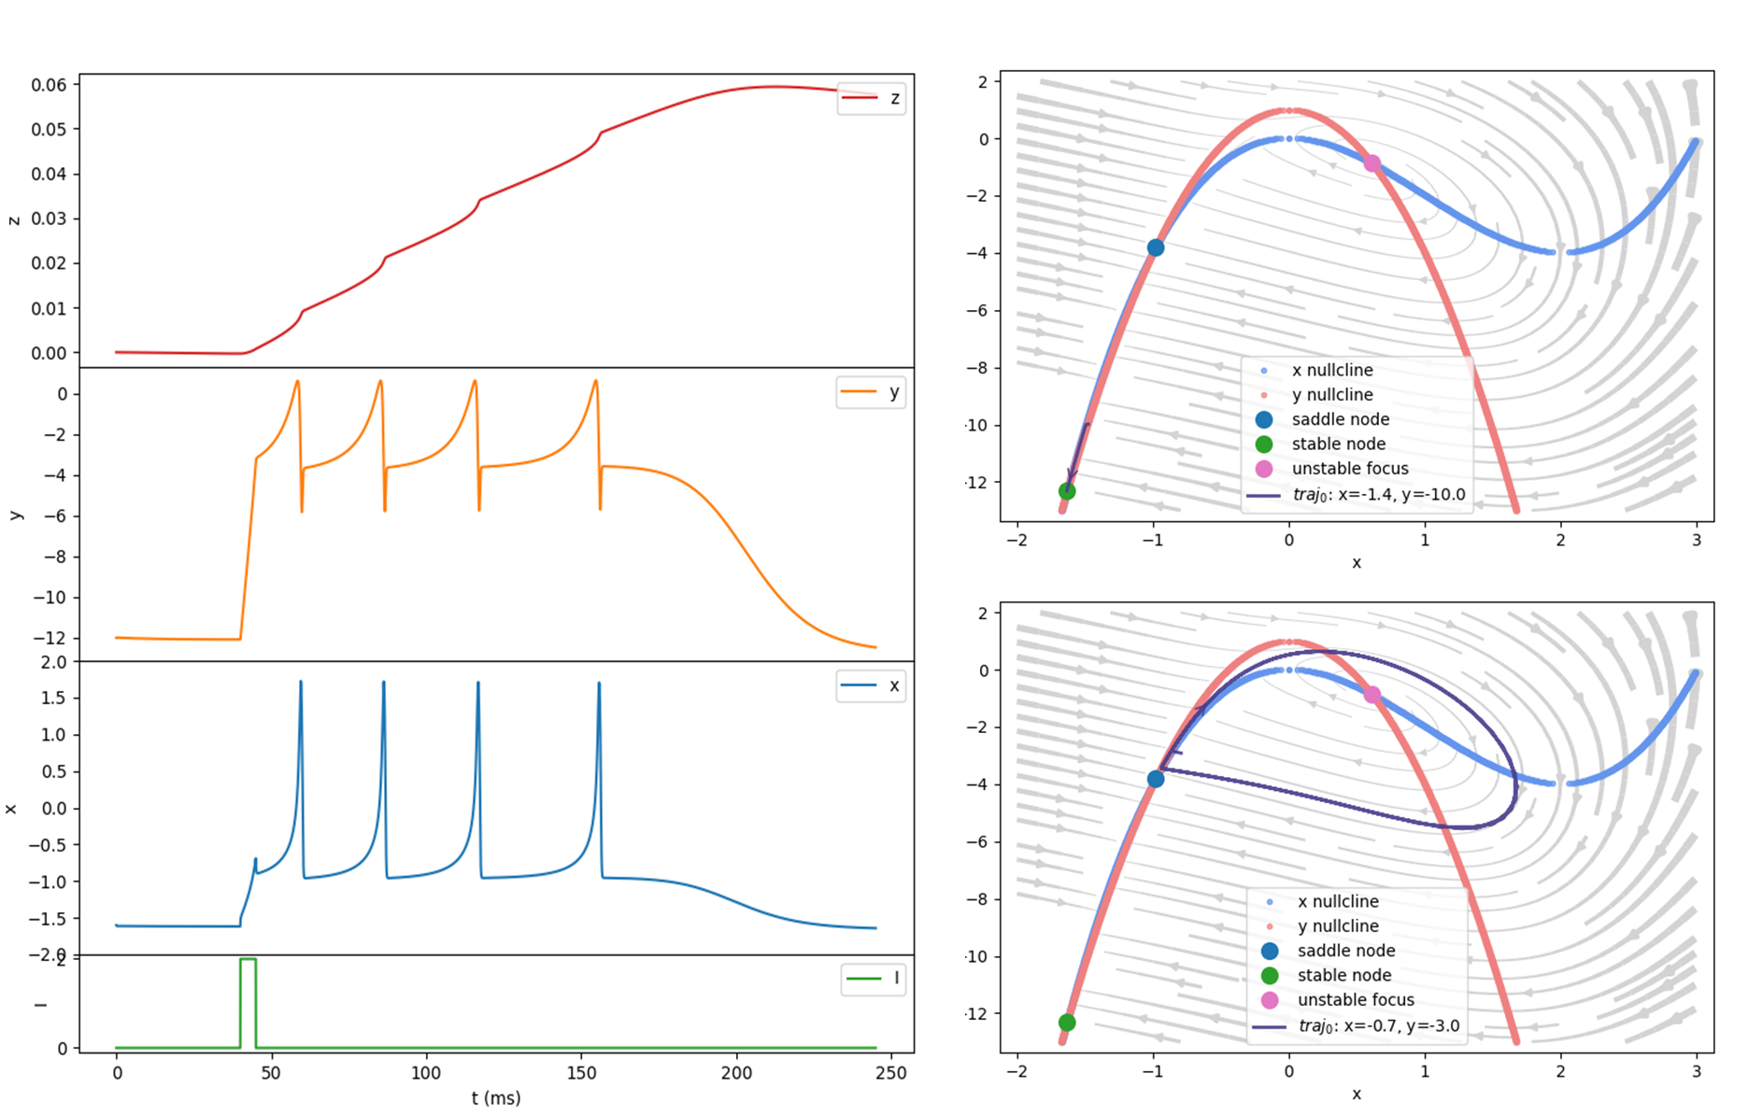 0.06
0.05
0.04
0.03
0.02
0.01
0.00
z
z
0
−2
−4
−6
−8
−10
−12
y
y
2.0
1.5
1.0
0.5
0.0
−0.5
−1.0
−1.5
−2.0
x
x
2
0
I
I
0 50 100 150 200 250
t (ms)
2
0
−2
−4
−6
−8
·10
·12
x nullcline
y nullcline
saddle node
stable node
unstable focus
traj₀: x=-1.4, y=-10.0
−2 −1 0 1 2 3
x
2
0
−2
−4
−6
−8
·10
·12
x nullcline
y nullcline
saddle node
stable node
unstable focus
traj₀: x=-0.7, y=-3.0
−2 −1 0 1 2 3
x